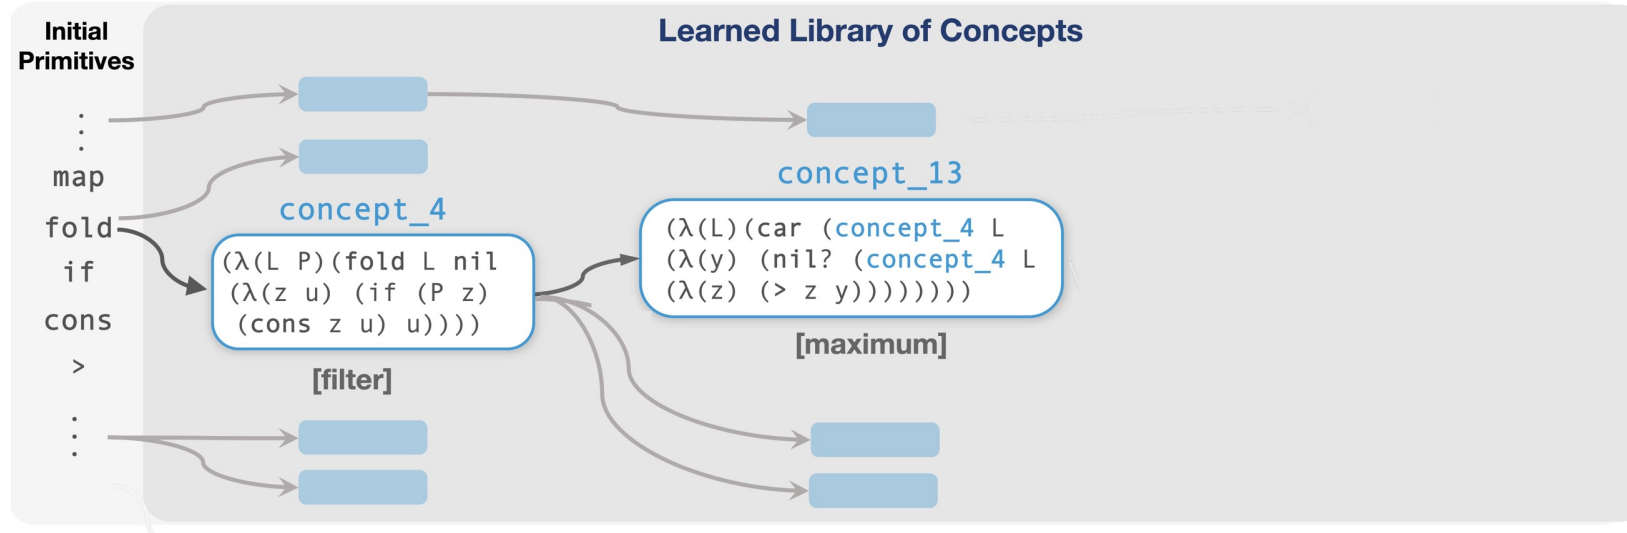 Initial
Primitives
Learned Library of Concepts
map
fold
if
cons
>
concept_4
(λ(L P)(fold L nil
(λ(z u) (if (P z)
(cons z u) u))))
[filter]
concept_13
(λ(L)(car (concept_4 L
(λ(y) (nil? (concept_4 L
(λ(z) (> z y))))))))
[maximum]